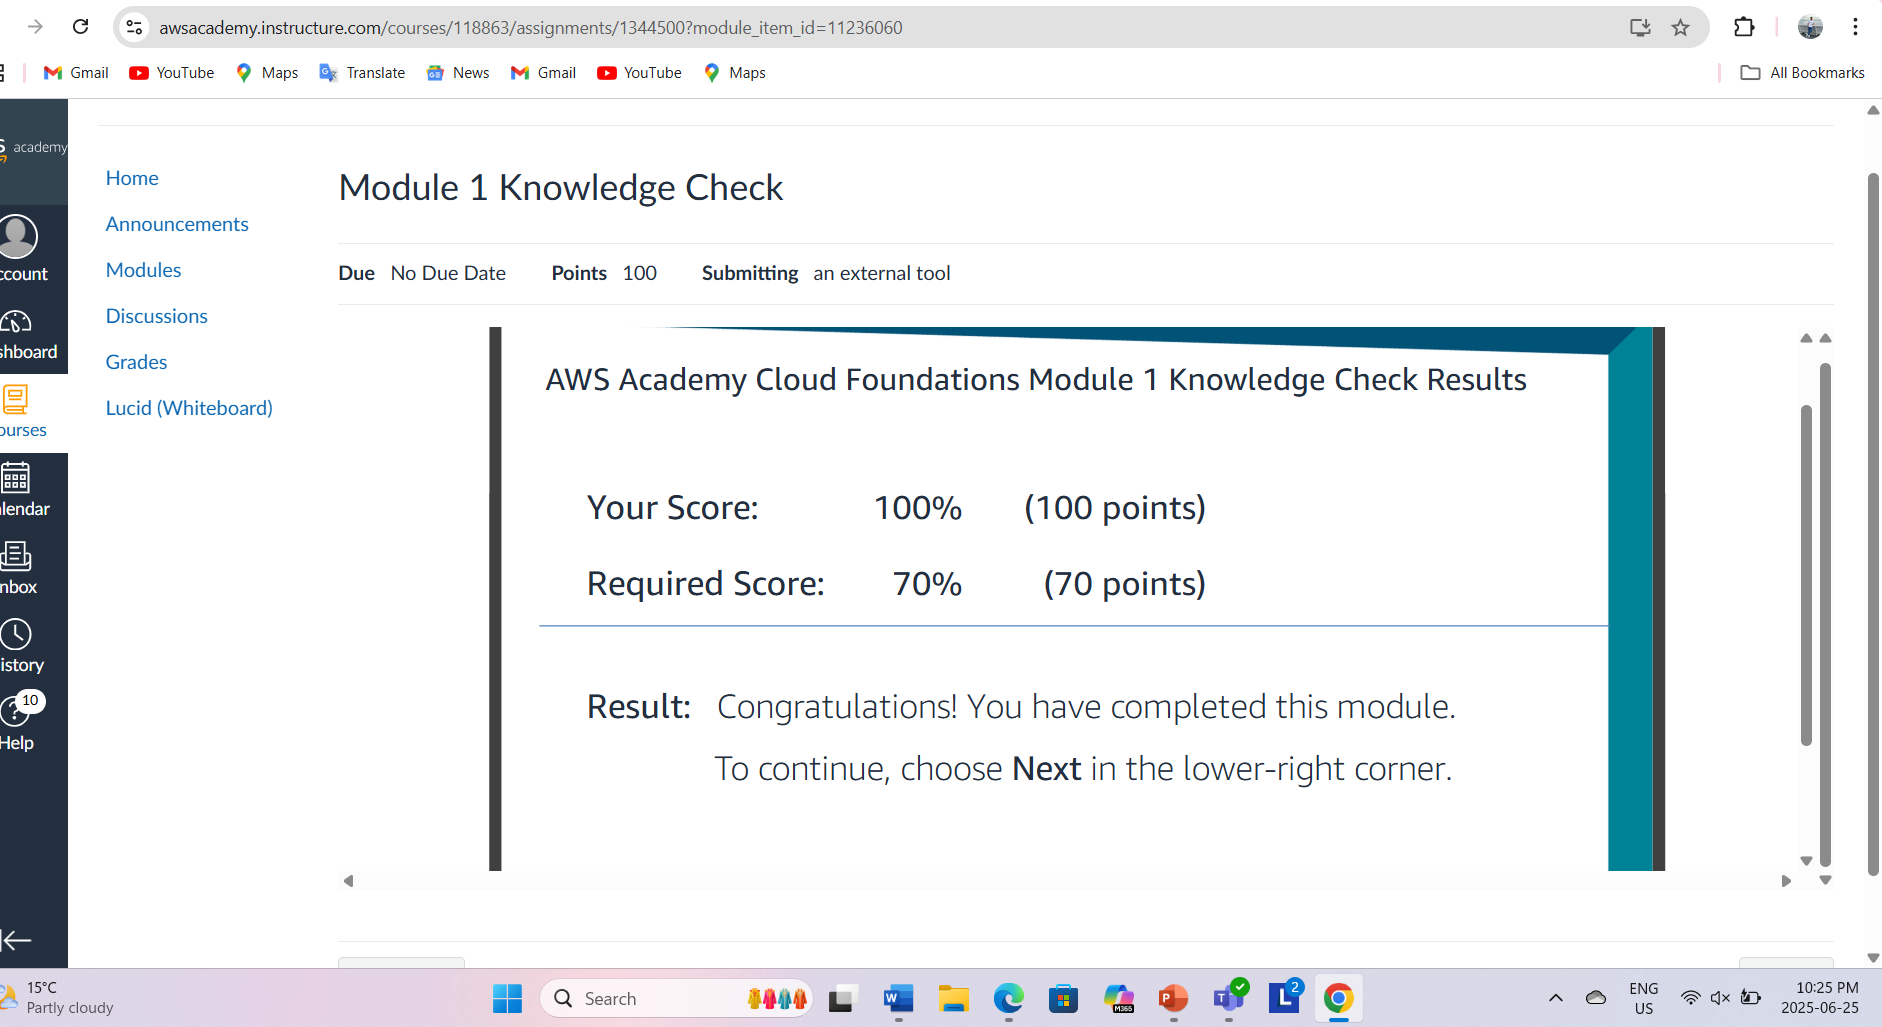 awsacademy.instructure.com/courses/118863/assignments/1344500?module_item_id=11236060
Gmail YouTube Maps Translate News Gmail YouTube Maps All Bookmarks
academy
ccount
shboard
ourses
lendar
nbox
istory
10
Help
Home
Announcements
Modules
Discussions
Grades
Lucid (Whiteboard)
Module 1 Knowledge Check
Due No Due Date Points 100 Submitting an external tool
AWS Academy Cloud Foundations Module 1 Knowledge Check Results
Your Score: 100% (100 points)
Required Score: 70% (70 points)
Result: Congratulations! You have completed this module.
To continue, choose Next in the lower-right corner.
15°C
Partly cloudy
Search
W
M365
P
T
L
2
ENG
US
10:25 PM
2025-06-25